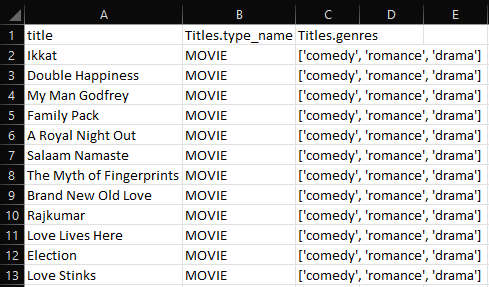 A B C D E
1 title Titles.type_name Titles.genres
2 Ikkat MOVIE ['comedy', 'romance', 'drama']
3 Double Happiness MOVIE ['comedy', 'romance', 'drama']
4 My Man Godfrey MOVIE ['comedy', 'romance', 'drama']
5 Family Pack MOVIE ['comedy', 'romance', 'drama']
6 A Royal Night Out MOVIE ['comedy', 'romance', 'drama']
7 Salaam Namaste MOVIE ['comedy', 'romance', 'drama']
8 The Myth of Fingerprints MOVIE ['comedy', 'romance', 'drama']
9 Brand New Old Love MOVIE ['comedy', 'romance', 'drama']
10 Rajkumar MOVIE ['comedy', 'romance', 'drama']
11 Love Lives Here MOVIE ['comedy', 'romance', 'drama']
12 Election MOVIE ['comedy', 'romance', 'drama']
13 Love Stinks MOVIE ['comedy', 'romance', 'drama']